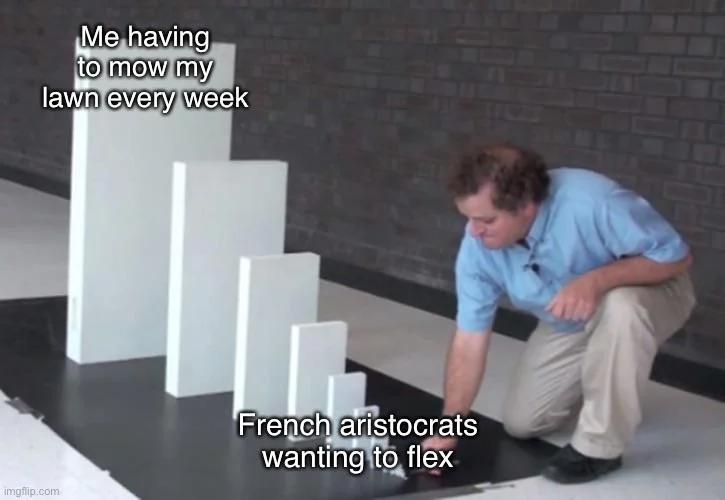 Me having
to mow my
lawn every week
French aristocrats
wanting to flex
imgflip.com